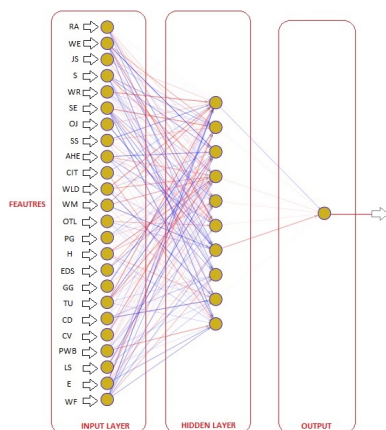 RA
WE
JS
S
WR
SE
OJ
SS
AHE
CIT
WLD
FEAUTRES
WM
OTL
PG
H
EDS
GG
TU
CD
CV
PWB
LS
E
WF
INPUT LAYER
HIDDEN LAYER
OUTPUT